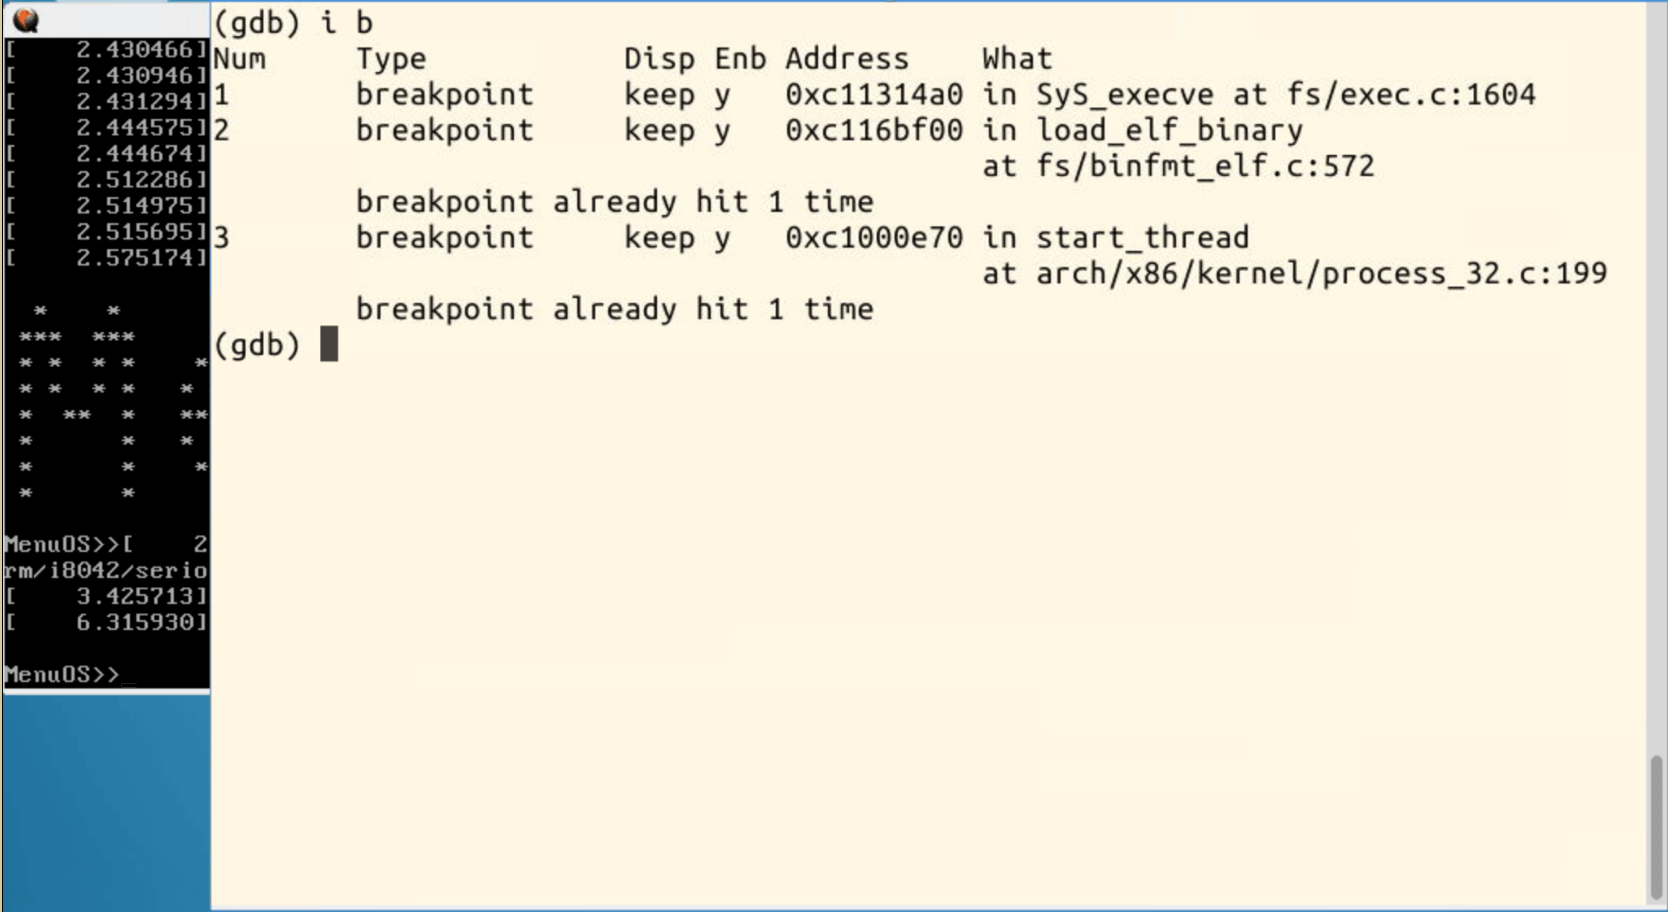 (gdb) i b
Num     Type           Disp Enb Address    What
1       breakpoint     keep y   0xc11314a0 in SyS_execve at fs/exec.c:1604
2       breakpoint     keep y   0xc116bf00 in load_elf_binary
                                           at fs/binfmt_elf.c:572
        breakpoint already hit 1 time
3       breakpoint     keep y   0xc1000e70 in start_thread
                                           at arch/x86/kernel/process_32.c:199
        breakpoint already hit 1 time
(gdb)
[    2.430466]
[    2.430946]
[    2.431294]
[    2.444575]
[    2.444674]
[    2.512286]
[    2.514975]
[    2.515695]
[    2.575174]
  *    *
 ***  ***
 * *  * *    *
 * *  * *   *
 *  **  *   **
 *      *   *
 *      *    *
 *      *
MenuOS>>[    2
rm/i8042/serio
[    3.425713]
[    6.315930]
MenuOS>>_